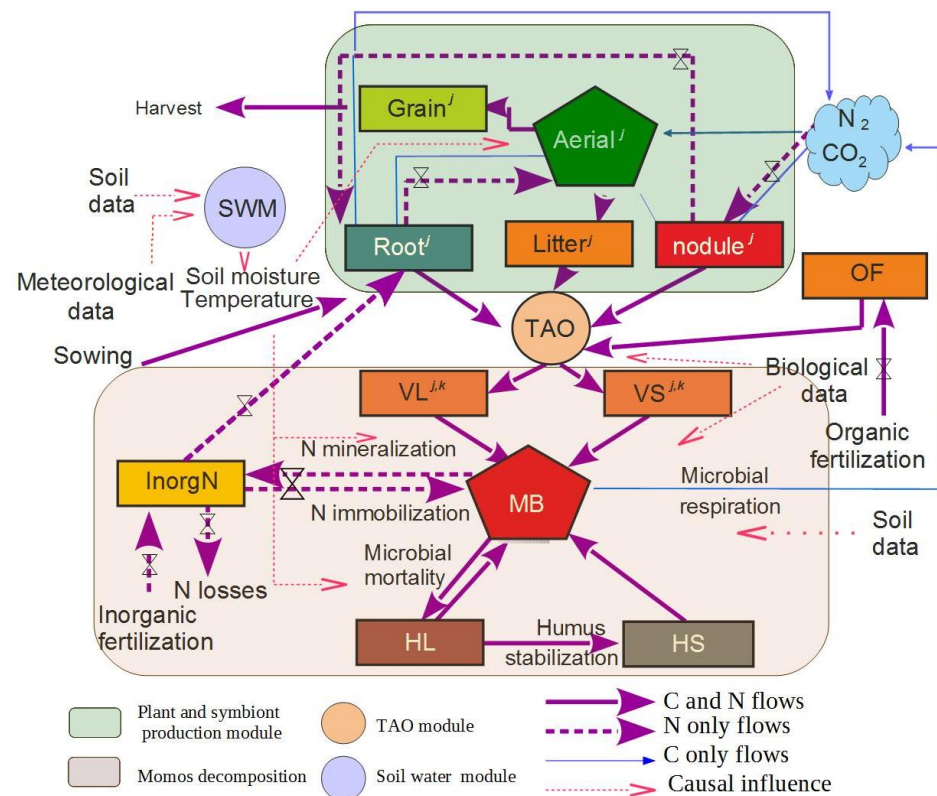 Harvest
Grain j
Aerial j
N 2
CO2
Soil
data
SWM
Root j
Litter j
nodule j
Meteorological
data
Soil moisture
Temperature
OF
TAO
Sowing
Biological
data
VL j,k
VS j,k
Organic
fertilization
N mineralization
InorgN
MB
Microbial
respiration
N immobilization
Soil
data
Microbial
mortality
N losses
Inorganic
fertilization
HL
Humus
stabilization
HS
Plant and symbiont
production module
TAO module
C and N flows
N only flows
C only flows
Momos decomposition
Soil water module
Causal influence